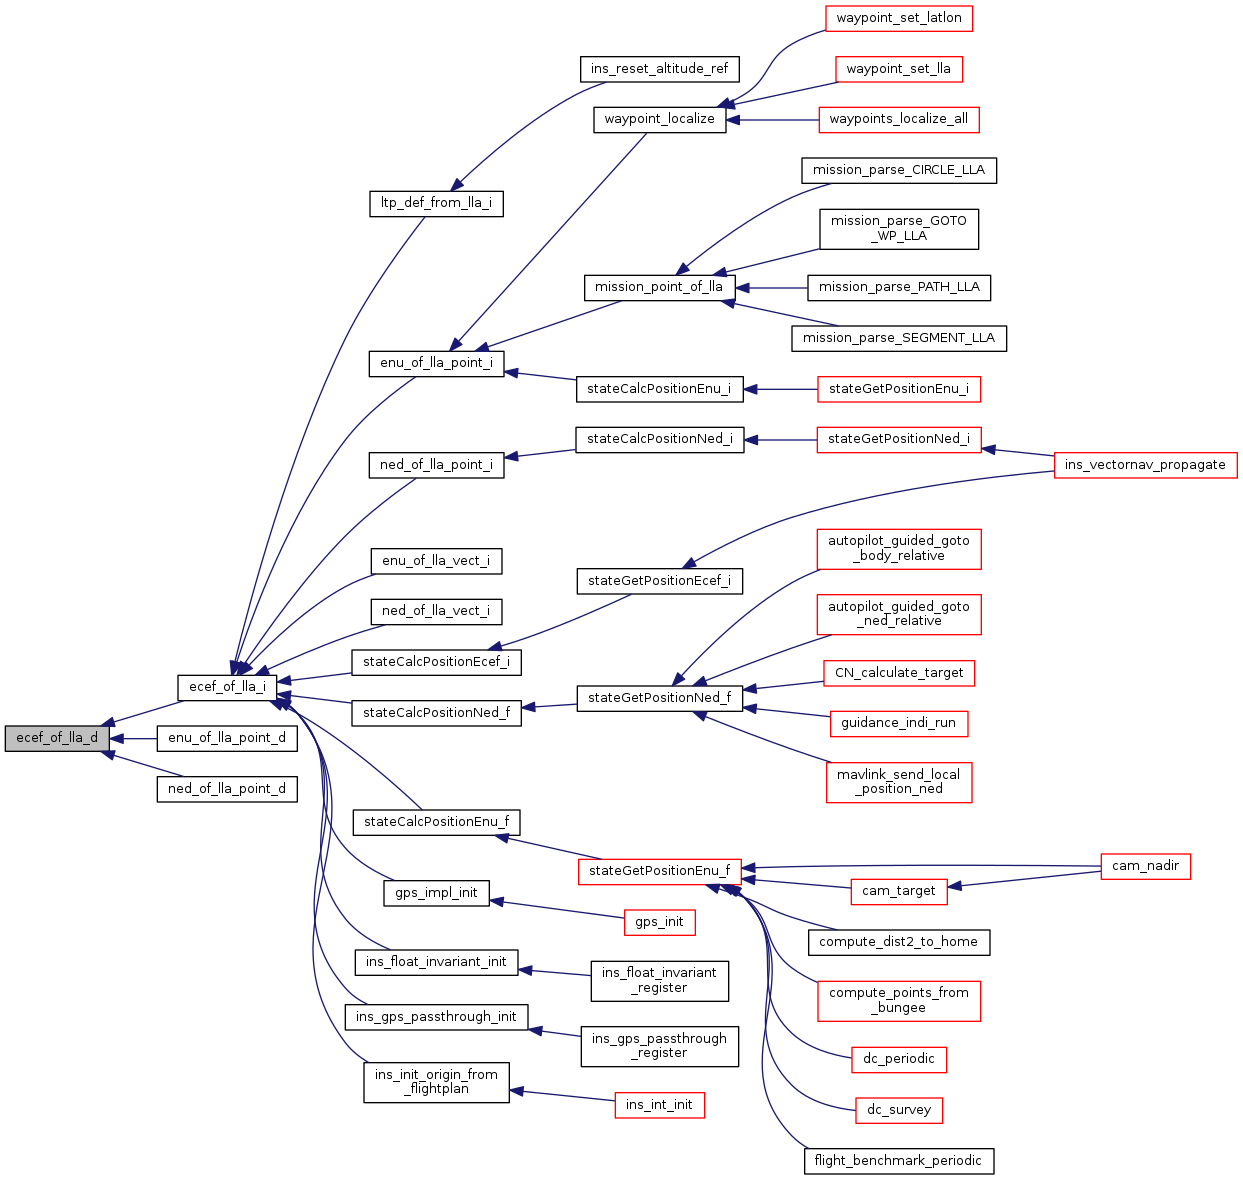 waypoint_set_latlon
ins_reset_altitude_ref
waypoint_set_lla
waypoint_localize
waypoints_localize_all
mission_parse_CIRCLE_LLA
ltp_def_from_lla_i
mission_parse_GOTO
_WP_LLA
mission_point_of_lla
mission_parse_PATH_LLA
mission_parse_SEGMENT_LLA
enu_of_lla_point_i
stateCalcPositionEnu_i
stateGetPositionEnu_i
stateCalcPositionNed_i
stateGetPositionNed_i
ned_of_lla_point_i
ins_vectornav_propagate
autopilot_guided_goto
_body_relative
enu_of_lla_vect_i
stateGetPositionEcef_i
ned_of_lla_vect_i
autopilot_guided_goto
_ned_relative
stateCalcPositionEcef_i
CN_calculate_target
ecef_of_lla_i
stateGetPositionNed_f
stateCalcPositionNed_f
guidance_indi_run
ecef_of_lla_d
enu_of_lla_point_d
ned_of_lla_point_d
mavlink_send_local
_position_ned
stateCalcPositionEnu_f
stateGetPositionEnu_f
cam_nadir
cam_target
gps_impl_init
gps_init
compute_dist2_to_home
ins_float_invariant_init
ins_float_invariant
_register
compute_points_from
_bungee
ins_gps_passthrough_init
ins_gps_passthrough
_register
dc_periodic
ins_init_origin_from
_flightplan
ins_int_init
dc_survey
flight_benchmark_periodic